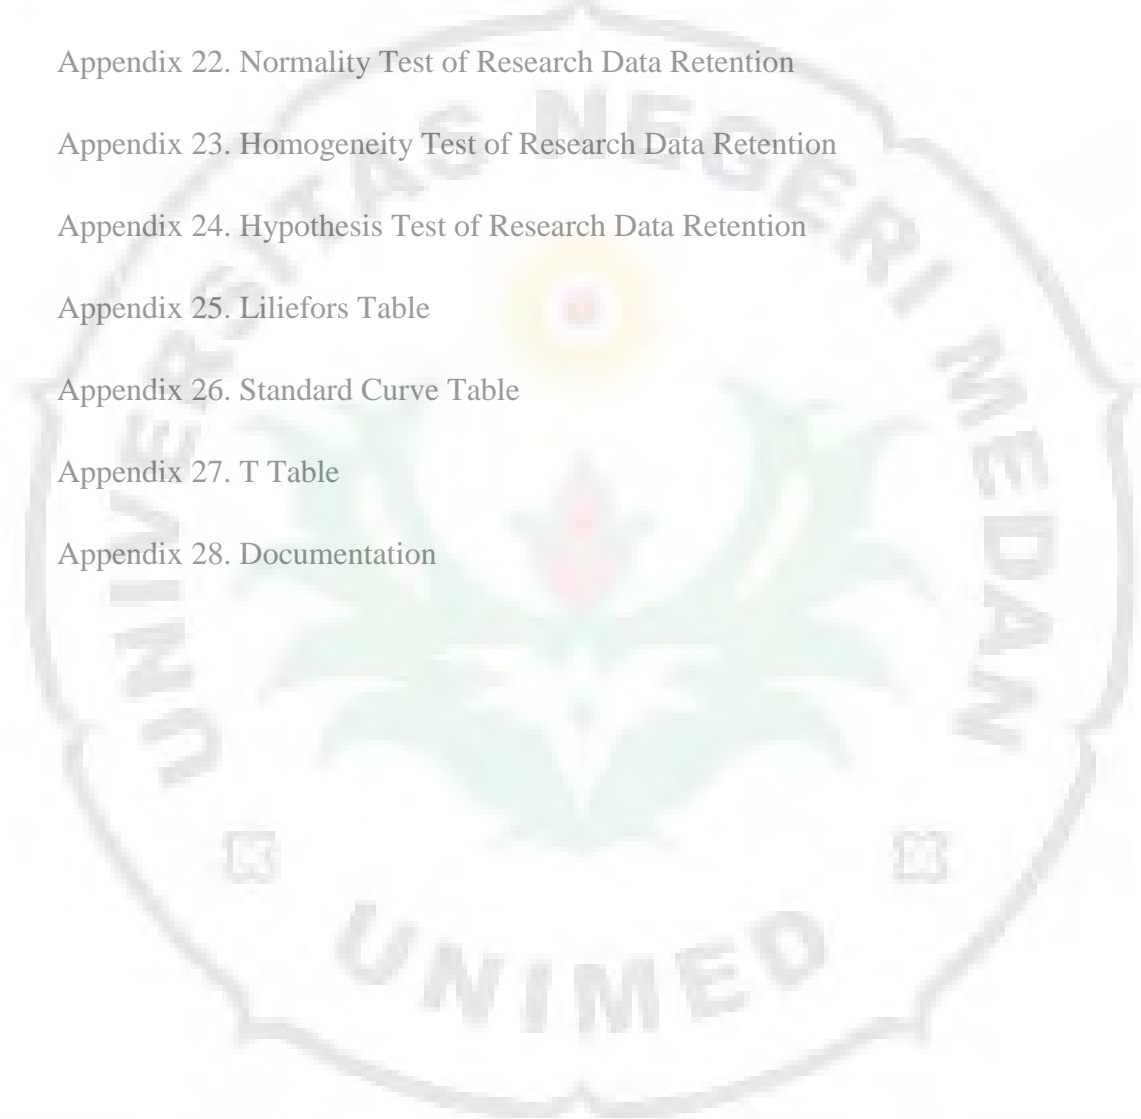 Appendix 22. Normality Test of Research Data Retention
Appendix 23. Homogeneity Test of Research Data Retention
Appendix 24. Hypothesis Test of Research Data Retention
Appendix 25. Liliefors Table
Appendix 26. Standard Curve Table
Appendix 27. T Table
Appendix 28. Documentation
UNIVERSITAS NEGERI MEDAN
UNIMED